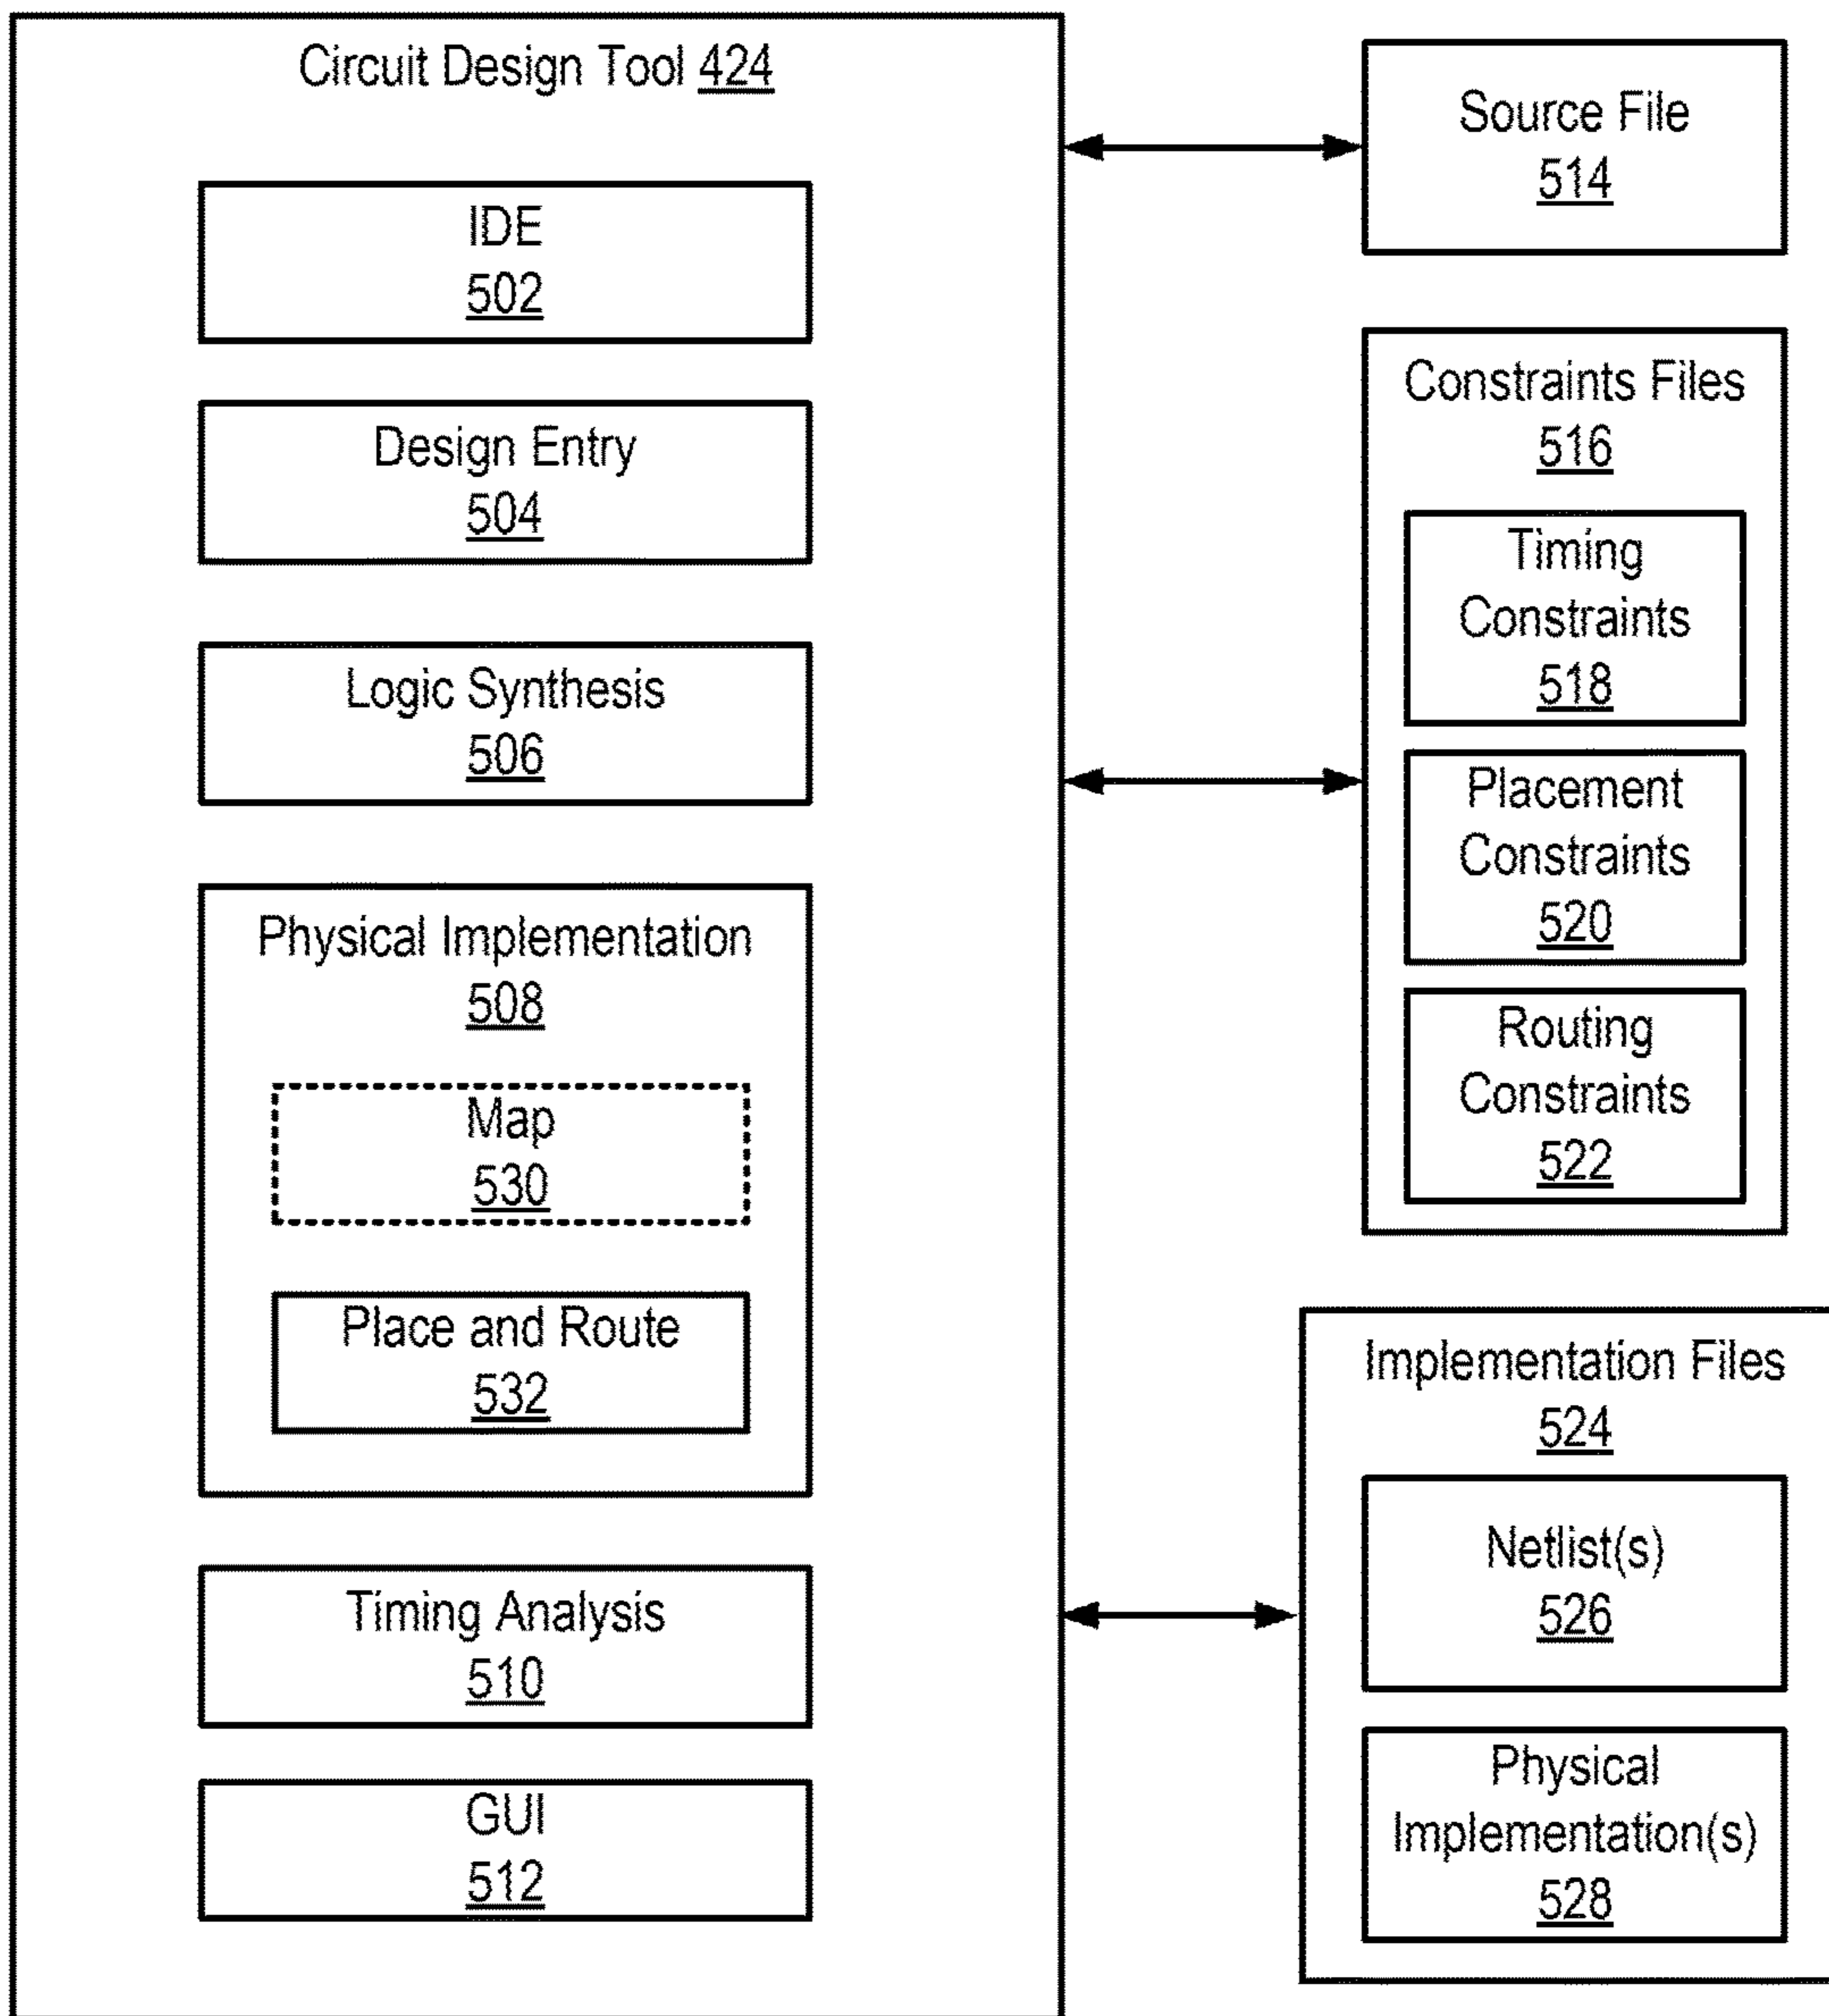 Circuit Design Tool 424
IDE
502
Design Entry
504
Logic Synthesis
506
Physical Implementation
508
Map
530
Place and Route
532
Timing Analysis
510
GUI
512
Source File
514
Constraints Files
516
Timing
Constraints
518
Placement
Constraints
520
Routing
Constraints
522
Implementation Files
524
Netlist(s)
526
Physical
Implementation(s)
528